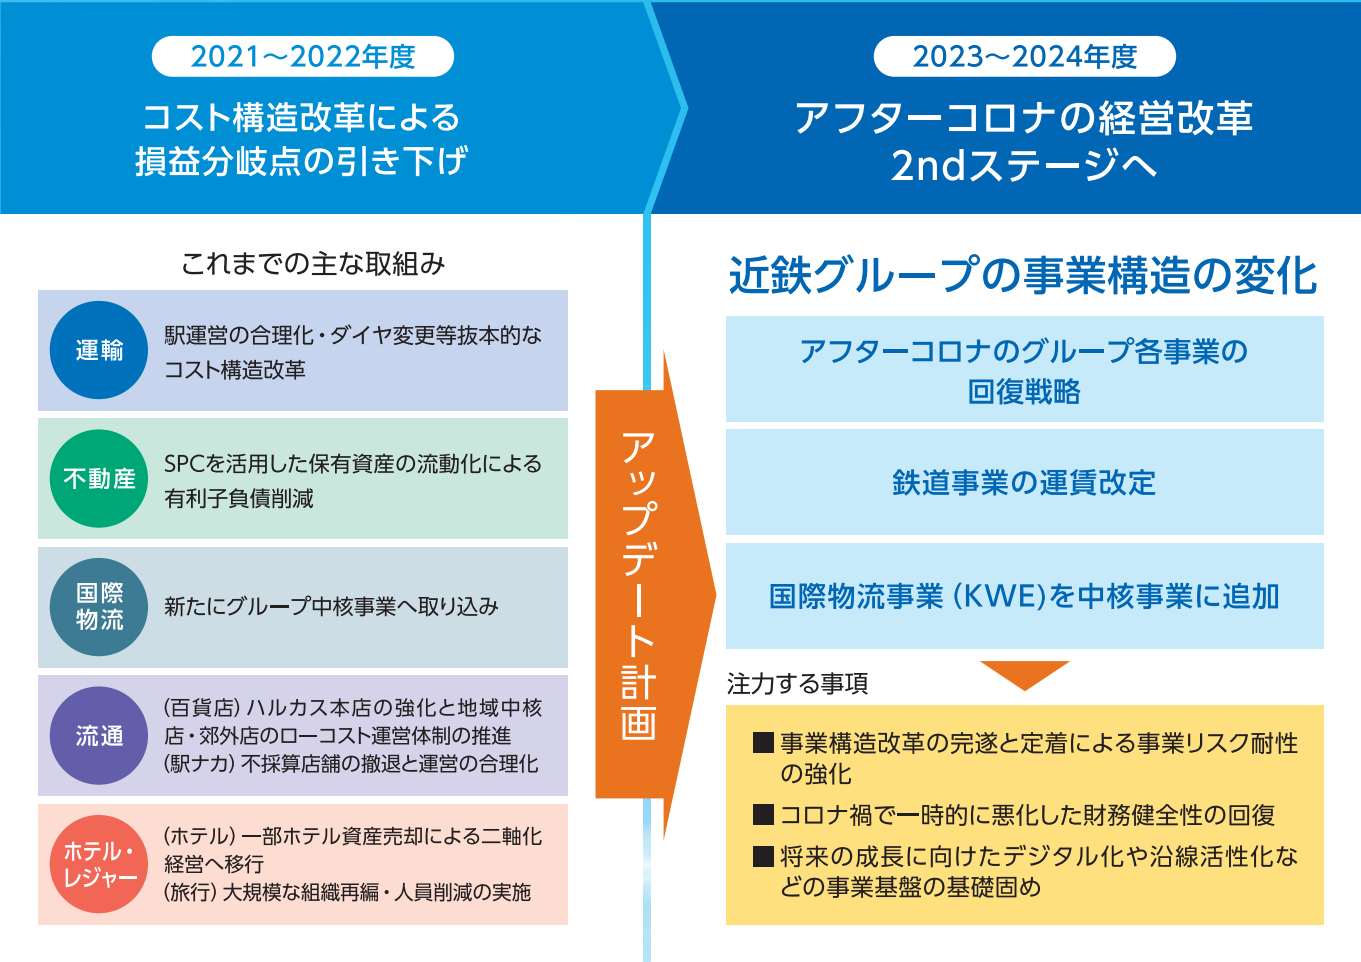 2021～2022年度
コスト構造改革による
損益分岐点の引き下げ
2023～2024年度
アフターコロナの経営改革
2ndステージへ
これまでの主な取組み
運輸
駅運営の合理化・ダイヤ変更等抜本的な
コスト構造改革
不動産
SPCを活用した保有資産の流動化による
有利子負債削減
国際
物流
新たにグループ中核事業へ取り込み
流通
（百貨店）ハルカス本店の強化と地域中核
店・郊外店のローコスト運営体制の推進
（駅ナカ）不採算店舗の撤退と運営の合理化
ホテル・
レジャー
（ホテル）一部ホテル資産売却による二軸化
経営へ移行
（旅行）大規模な組織再編・人員削減の実施
アップデート計画
近鉄グループの事業構造の変化
アフターコロナのグループ各事業の
回復戦略
鉄道事業の運賃改定
国際物流事業（KWE）を中核事業に追加
注力する事項
■事業構造改革の完遂と定着による事業リスク耐性
の強化
■コロナ禍で一時的に悪化した財務健全性の回復
■将来の成長に向けたデジタル化や沿線活性化な
どの事業基盤の基礎固め